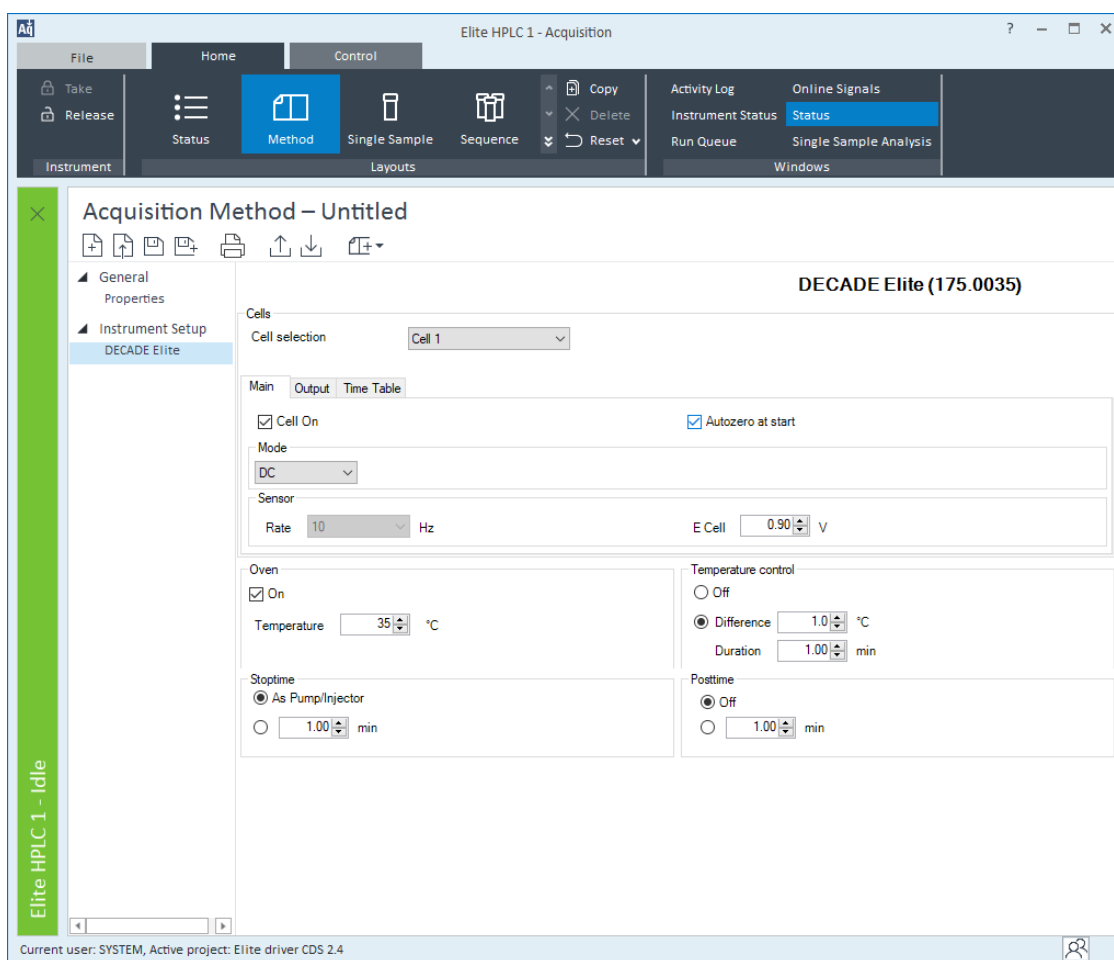 Elite HPLC 1 - Acquisition
?
File Home Control
Take
Release
Instrument
Status
Method
Single Sample
Sequence
Copy
Delete
Reset
Layouts
Activity Log Online Signals
Instrument Status Status
Run Queue Single Sample Analysis
Windows
Acquisition Method – Untitled
General
Properties
Instrument Setup
DECADE Elite
DECADE Elite (175.0035)
Cells
Cell selection Cell 1
Main Output Time Table
Cell On Autozero at start
Mode
DC
Sensor
Rate 10 Hz E Cell 0.90 V
Oven
On
Temperature 35 °C
Temperature control
Off
Difference 1.0 °C
Duration 1.00 min
Stoptime
As Pump/Injector
1.00 min
Posttime
Off
1.00 min
Elite HPLC 1 - Idle
Current user: SYSTEM, Active project: Elite driver CDS 2.4